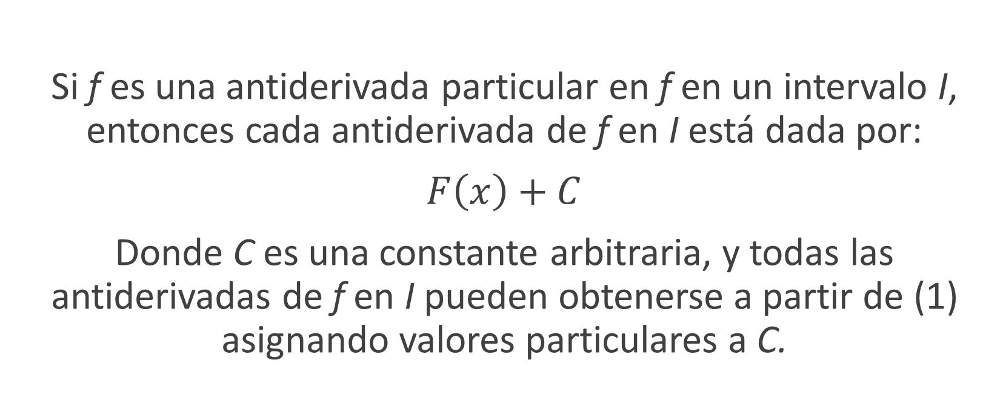 Si f es una antiderivada particular en f en un intervalo I,
entonces cada antiderivada de f en I está dada por:
F(x) + C
Donde C es una constante arbitraria, y todas las
antiderivadas de f en I pueden obtenerse a partir de (1)
asignando valores particulares a C.